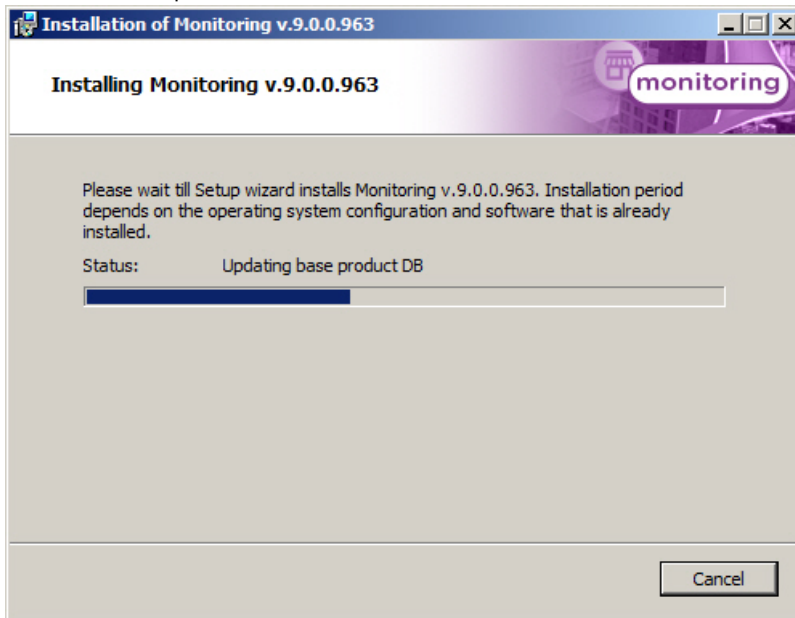 Installation of Monitoring v.9.0.0.963
Installing Monitoring v.9.0.0.963
monitoring
Please wait till Setup wizard installs Monitoring v.9.0.0.963. Installation period
depends on the operating system configuration and software that is already
installed.
Status: Updating base product DB
Cancel